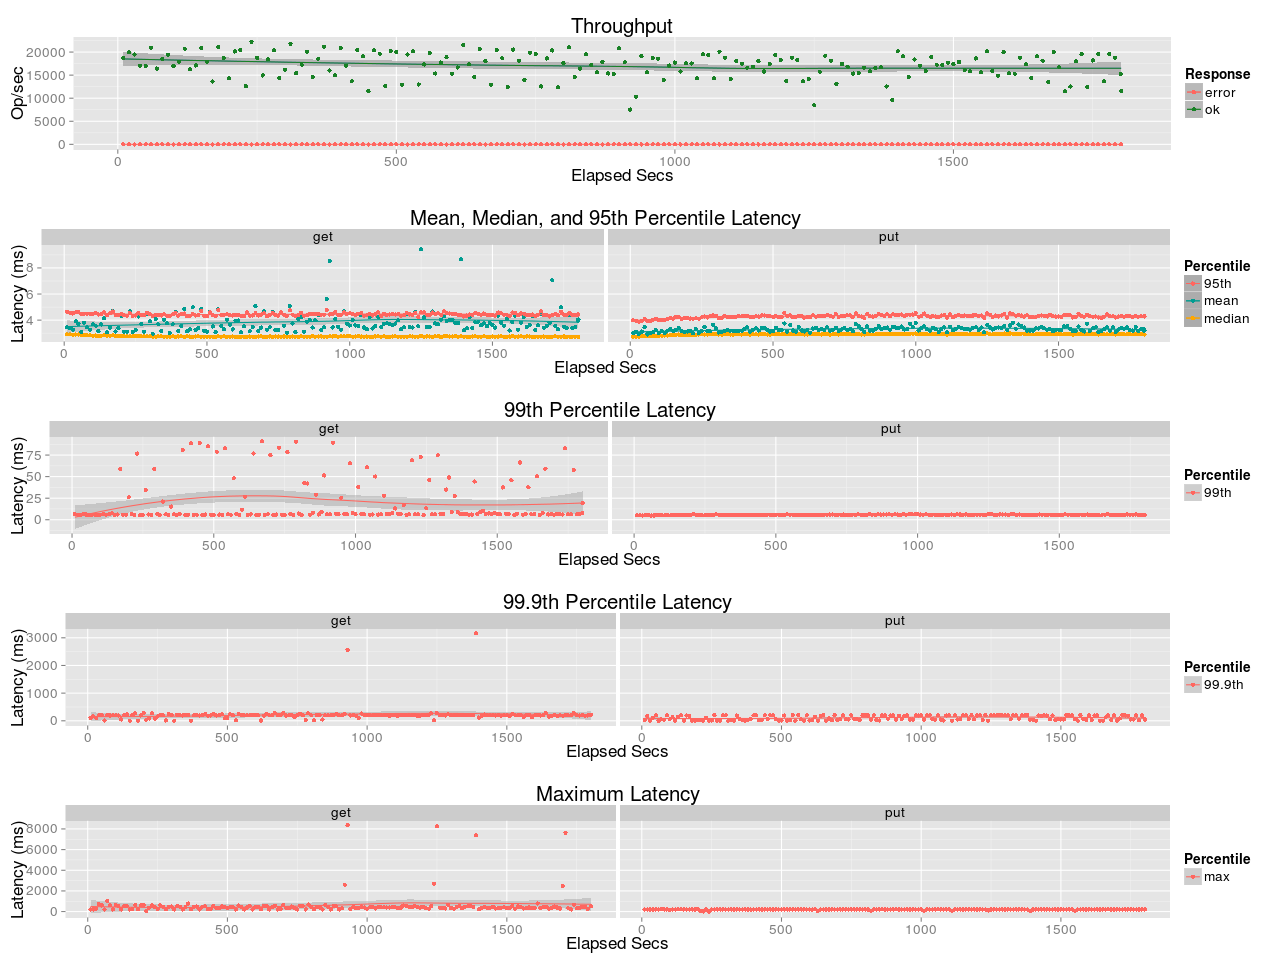 Throughput
Op/sec
20000
15000
10000
5000
0
0 500 1000 1500
Elapsed Secs
Response
error
ok
Mean, Median, and 95th Percentile Latency
get put
Latency (ms)
8
6
4
0 500 1000 1500 0 500 1000 1500
Elapsed Secs
Percentile
95th
mean
median
99th Percentile Latency
get put
Latency (ms)
75
50
25
0
0 500 1000 1500 0 500 1000 1500
Elapsed Secs
Percentile
99th
99.9th Percentile Latency
get put
Latency (ms)
3000
2000
1000
0
0 500 1000 1500 0 500 1000 1500
Elapsed Secs
Percentile
99.9th
Maximum Latency
get put
Latency (ms)
8000
6000
4000
2000
0
0 500 1000 1500 0 500 1000 1500
Elapsed Secs
Percentile
max